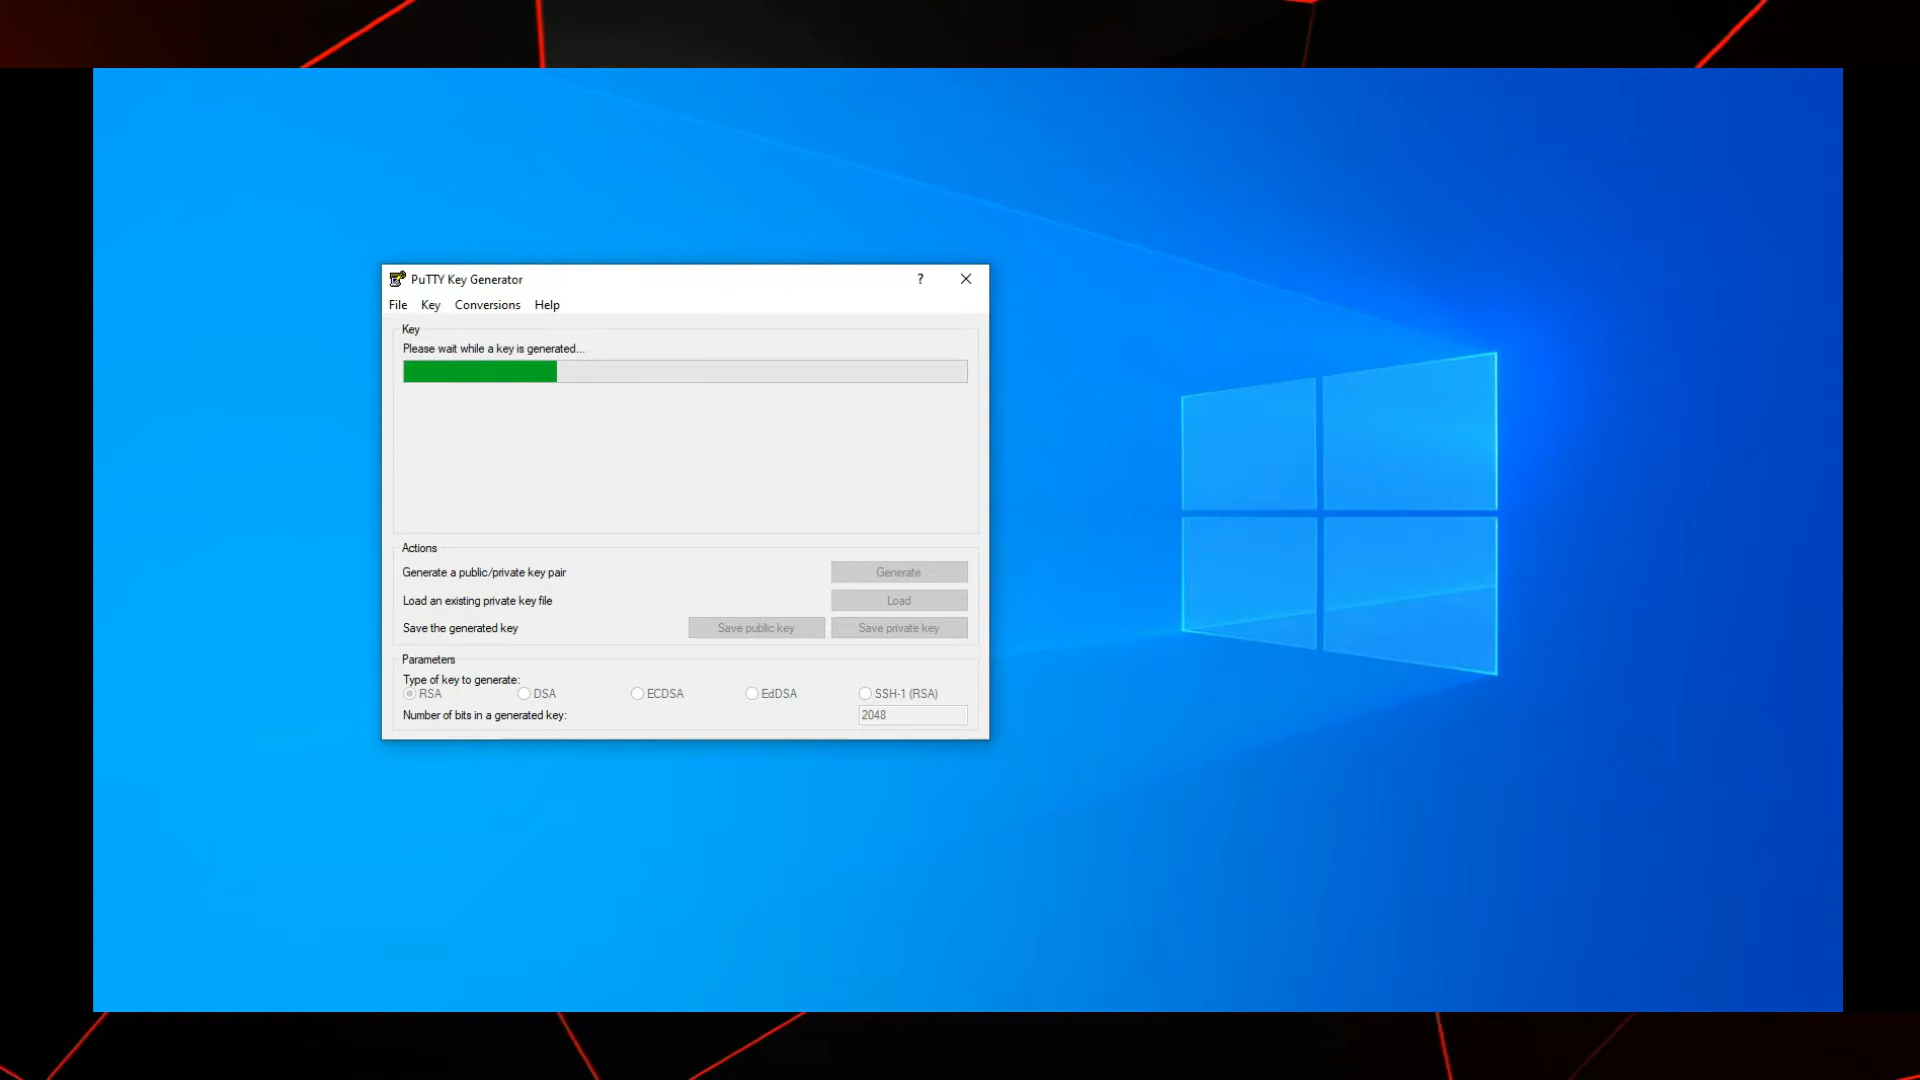 PuTTY Key Generator
?
File Key Conversions Help
Key
Please wait while a key is generated...
Actions
Generate a public/private key pair
Generate
Load an existing private key file
Load
Save the generated key
Save public key
Save private key
Parameters
Type of key to generate:
RSA DSA ECDSA EdDSA SSH-1 (RSA)
Number of bits in a generated key:
2048